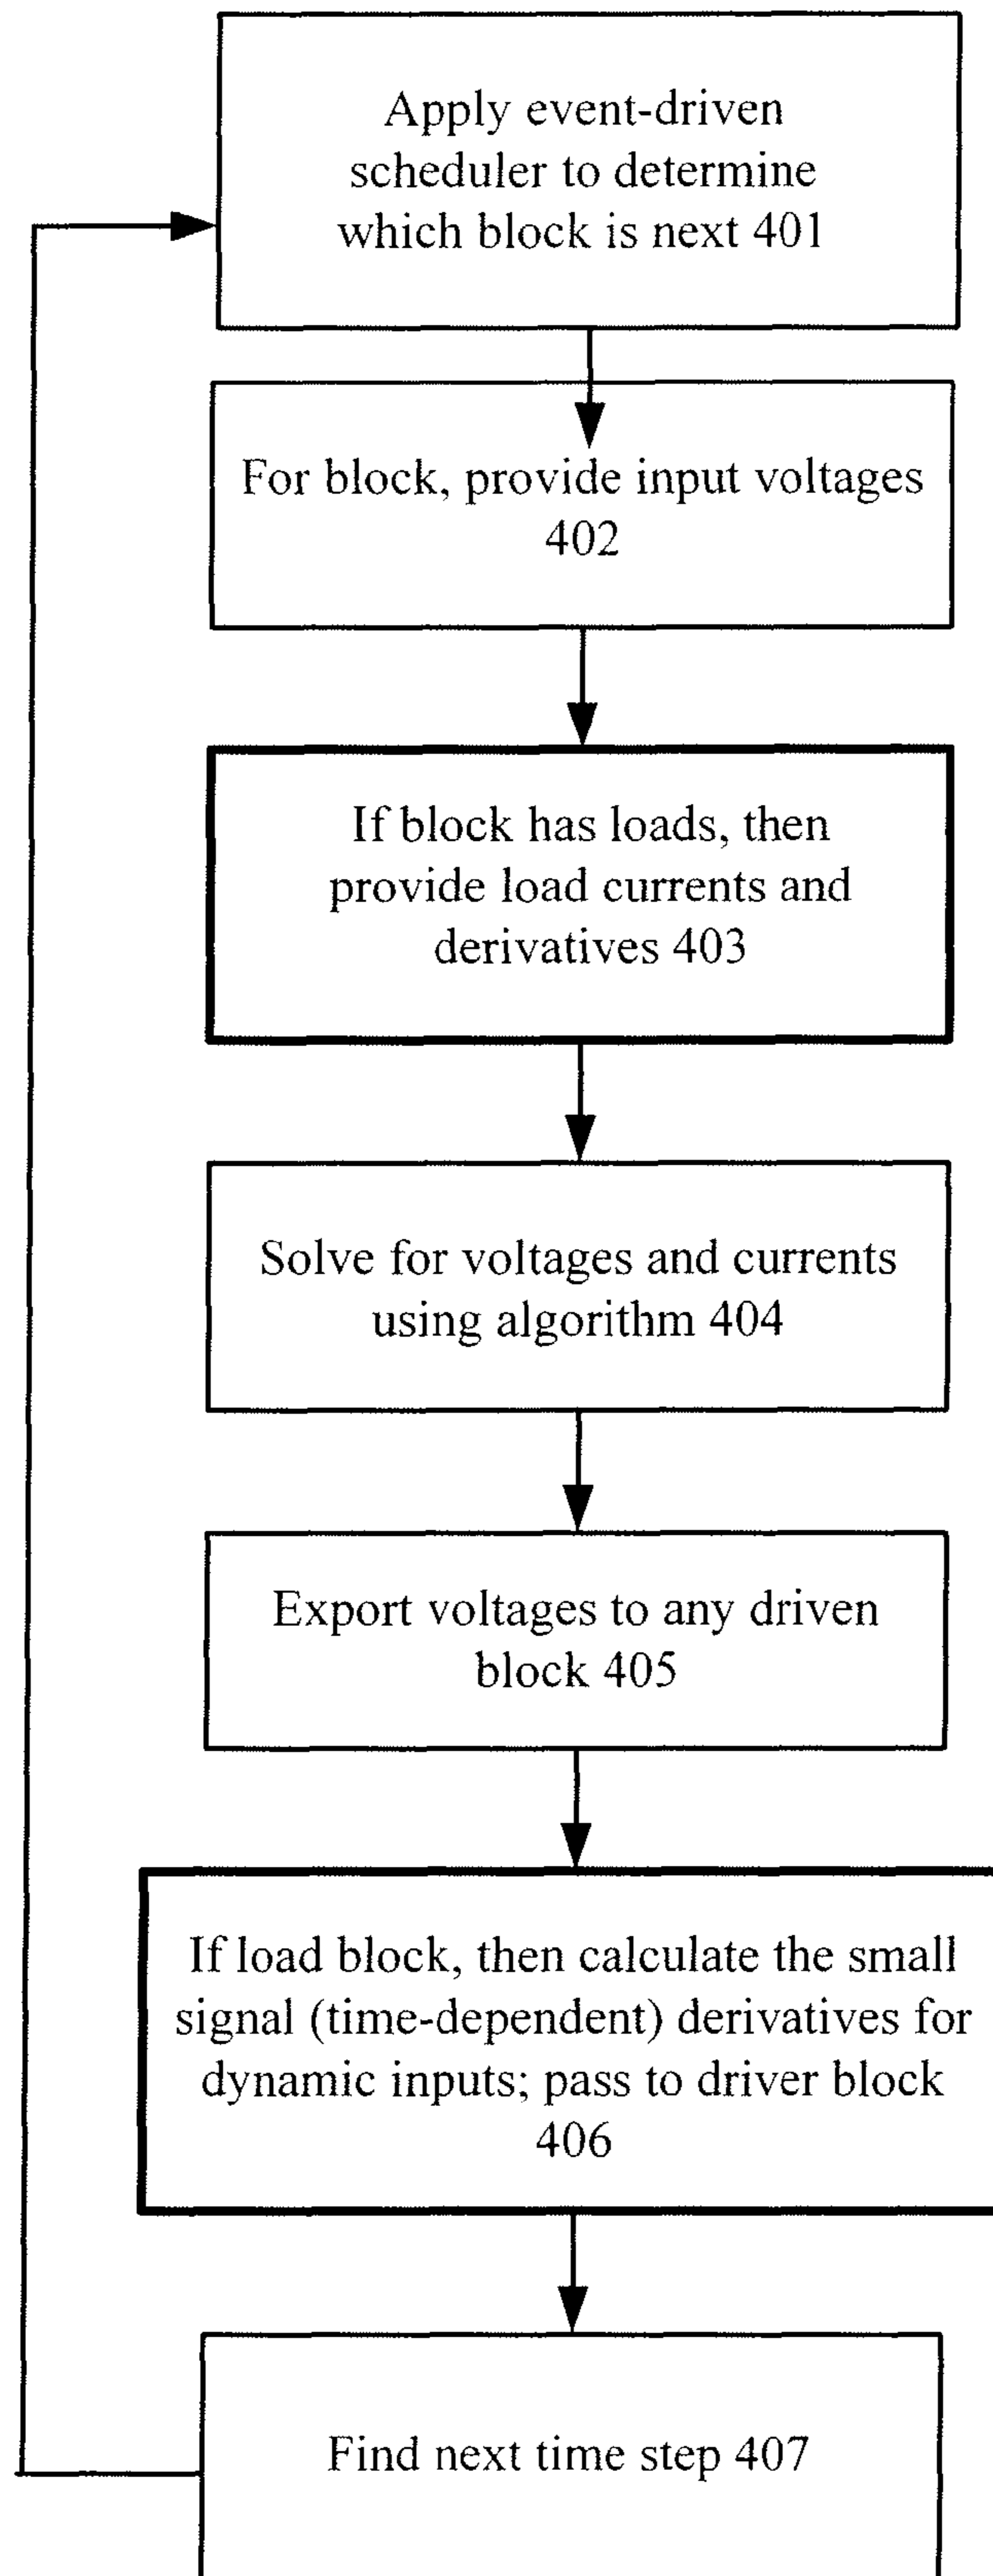 Apply event-driven
scheduler to determine
which block is next 401
For block, provide input voltages
402
If block has loads, then
provide load currents and
derivatives 403
Solve for voltages and currents
using algorithm 404
Export voltages to any driven
block 405
If load block, then calculate the small
signal (time-dependent) derivatives for
dynamic inputs; pass to driver block
406
Find next time step 407